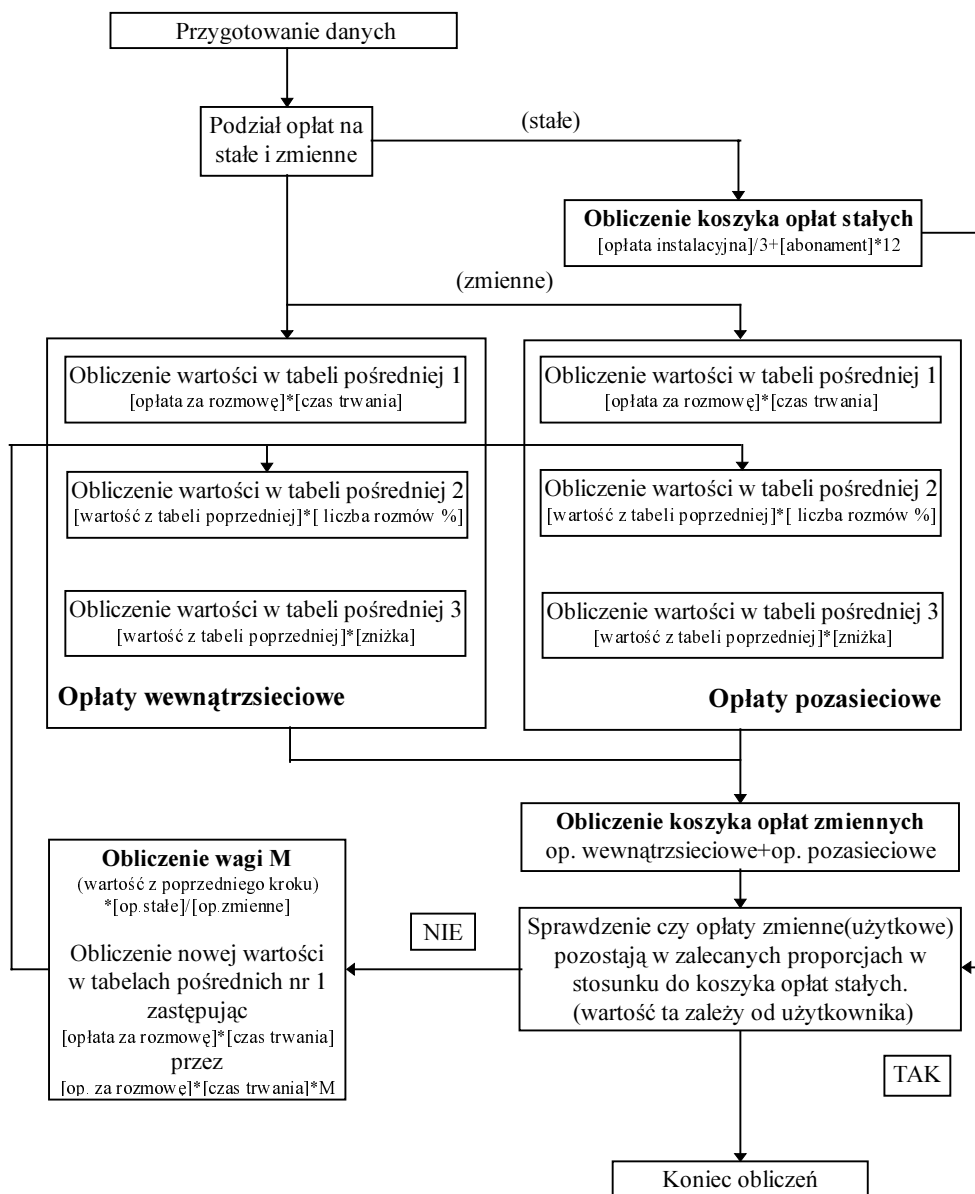 Przygotowanie danych
Podział opłat na
stałe i zmienne
(stałe)
Obliczenie koszyka opłat stałych
[opłata instalacyjna]/3+[abonament]*12
(zmienne)
Obliczenie wartości w tabeli pośredniej 1
[opłata za rozmowę]*[czas trwania]
Obliczenie wartości w tabeli pośredniej 2
[wartość z tabeli poprzedniej]*[ liczba rozmów %]
Obliczenie wartości w tabeli pośredniej 3
[wartość z tabeli poprzedniej]*[zniżka]
Opłaty wewnątrzsieciowe
Obliczenie wartości w tabeli pośredniej 1
[opłata za rozmowę]*[czas trwania]
Obliczenie wartości w tabeli pośredniej 2
[wartość z tabeli poprzedniej]*[ liczba rozmów %]
Obliczenie wartości w tabeli pośredniej 3
[wartość z tabeli poprzedniej]*[zniżka]
Opłaty pozasieciowe
Obliczenie koszyka opłat zmiennych
op. wewnątrzsieciowe+op. pozasieciowe
Sprawdzenie czy opłaty zmienne(użytkowe)
pozostają w zalecanych proporcjach w
stosunku do koszyka opłat stałych.
(wartość ta zależy od użytkownika)
NIE
Obliczenie wagi M
(wartość z poprzedniego kroku)
*[op.stałe]/[op.zmienne]
Obliczenie nowej wartości
w tabelach pośrednich nr 1
zastępując
[opłata za rozmowę]*[czas trwania]
przez
[op. za rozmowę]*[czas trwania]*M
TAK
Koniec obliczeń